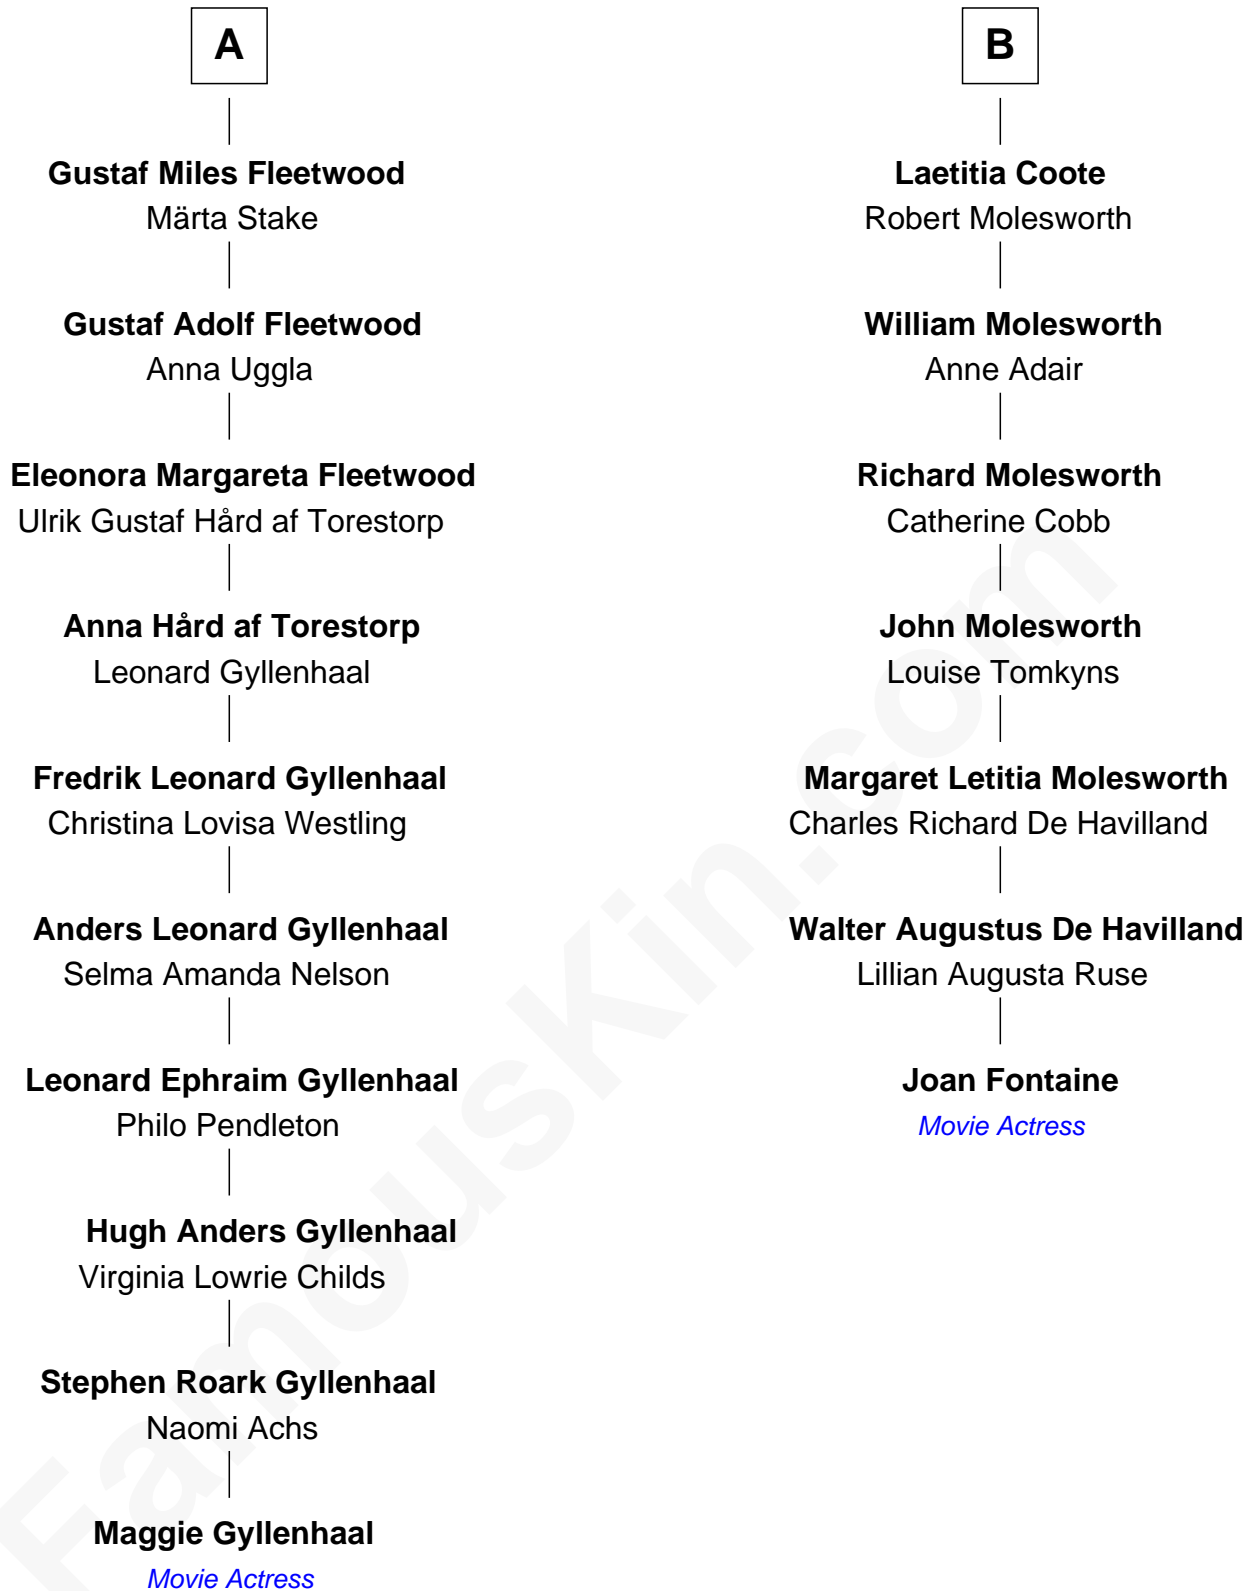 A
Gustaf Miles Fleetwood
Märta Stake
Gustaf Adolf Fleetwood
Anna Uggla
Eleonora Margareta Fleetwood
Ulrik Gustaf Hård af Torestorp
Anna Hård af Torestorp
Leonard Gyllenhaal
Fredrik Leonard Gyllenhaal
Christina Lovisa Westling
Anders Leonard Gyllenhaal
Selma Amanda Nelson
Leonard Ephraim Gyllenhaal
Philo Pendleton
Hugh Anders Gyllenhaal
Virginia Lowrie Childs
Stephen Roark Gyllenhaal
Naomi Achs
Maggie Gyllenhaal
Movie Actress
B
Laetitia Coote
Robert Molesworth
William Molesworth
Anne Adair
Richard Molesworth
Catherine Cobb
John Molesworth
Louise Tomkyns
Margaret Letitia Molesworth
Charles Richard De Havilland
Walter Augustus De Havilland
Lillian Augusta Ruse
Joan Fontaine
Movie Actress
FamousKin.com